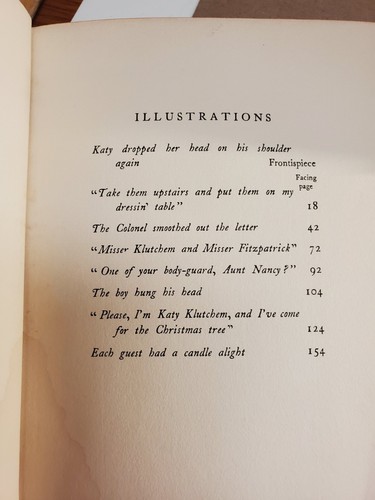 ILLUSTRATIONS
Katy dropped her head on his shoulder
again Frontispiece
Facing
page
“Take them upstairs and put them on my
dressin’ table” 18
The Colonel smoothed out the letter 42
“Misser Klutchem and Misser Fitzpatrick” 72
“One of your body-guard, Aunt Nancy?” 92
The boy hung his head 104
“Please, I’m Katy Klutchem, and I’ve come
for the Christmas tree” 124
Each guest had a candle alight 154